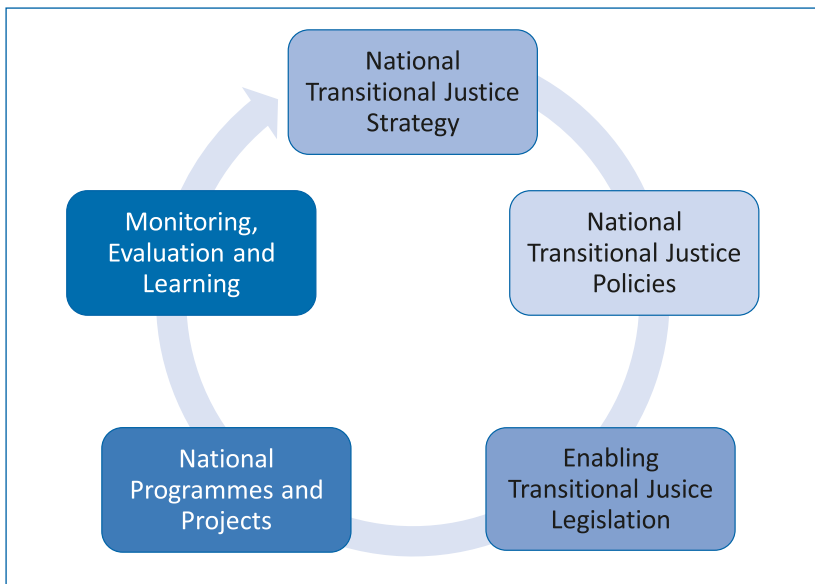 National
Transitional Justice
Strategy
National
Transitional Justice
Policies
Enabling
Transitional Jusice
Legislation
National
Programmes and
Projects
Monitoring,
Evaluation and
Learning